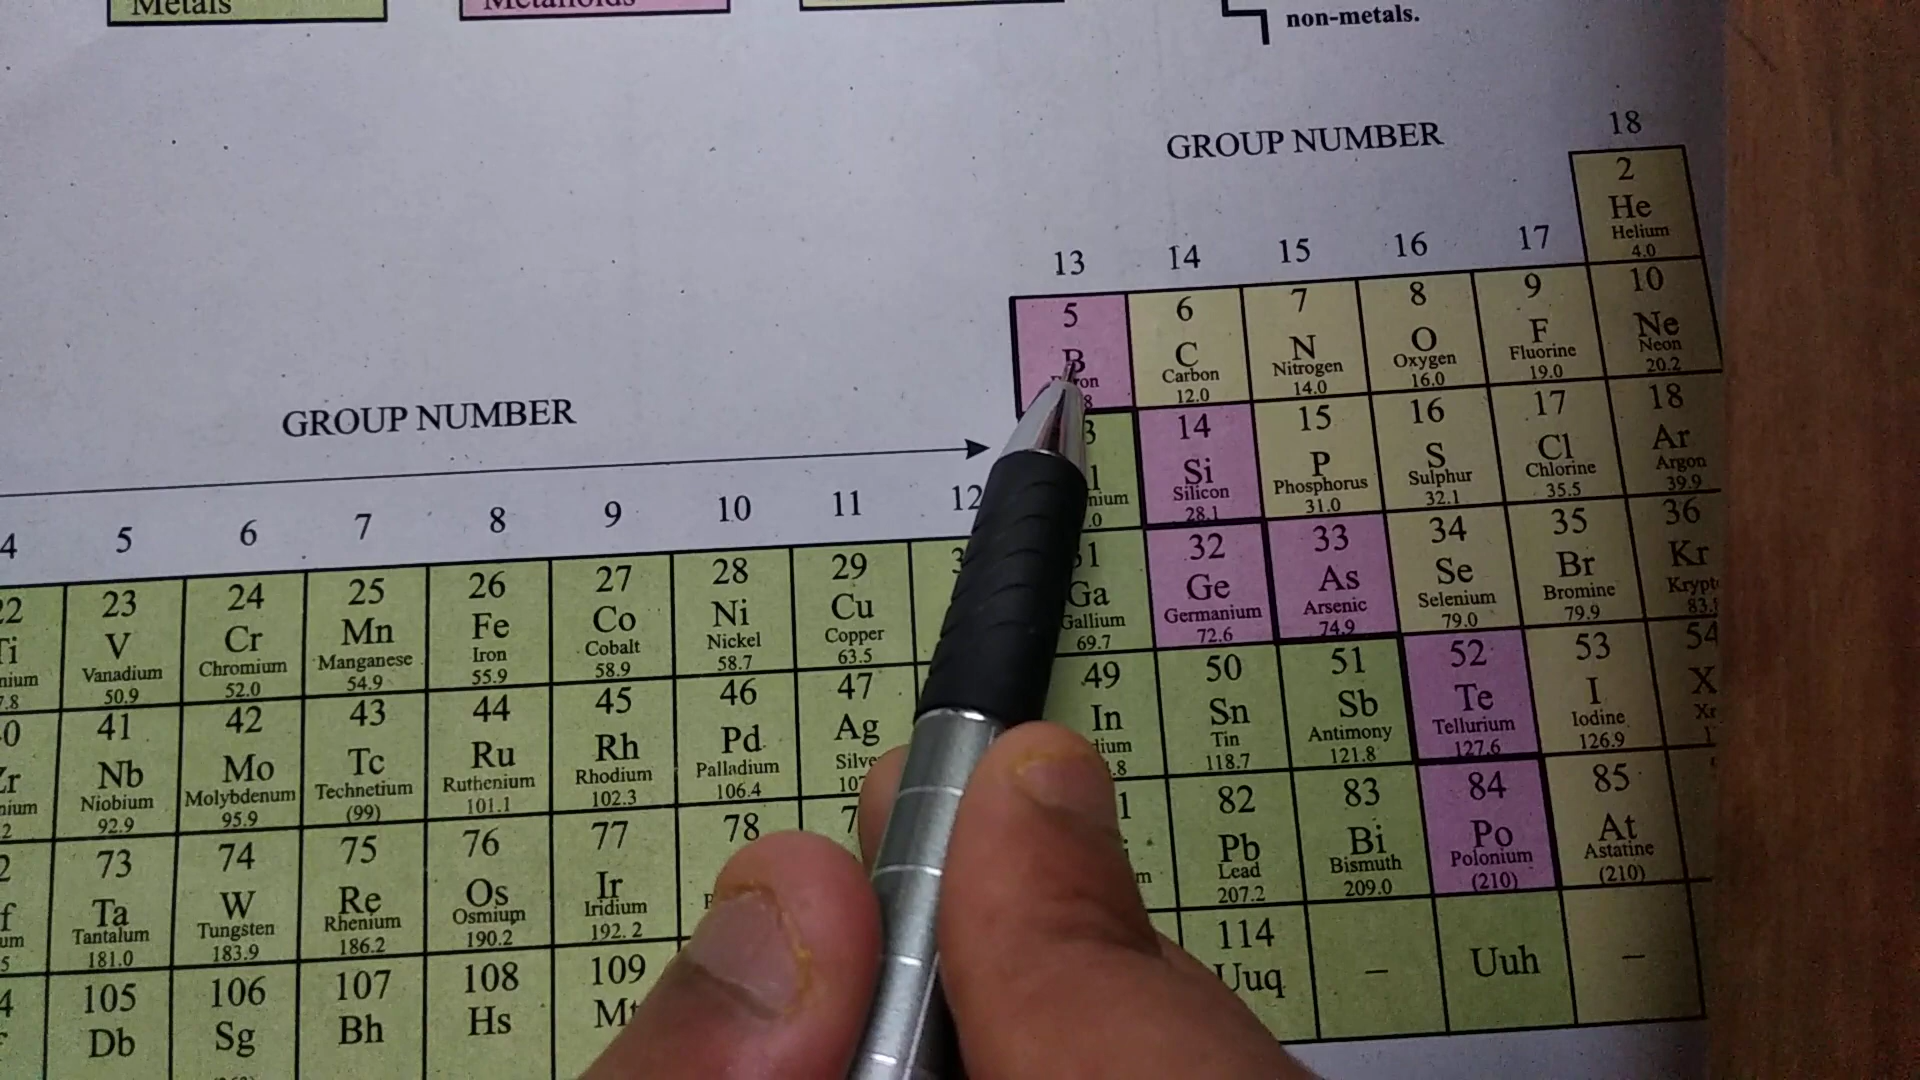 Metals
Metalloids
non-metals.
GROUP NUMBER
18
2
He
Helium
4.0
13 14 15 16 17
5 6 7 8 9 10
B C N O F Ne
Carbon Nitrogen Oxygen Fluorine Neon
12.0 14.0 16.0 19.0 20.2
GROUP NUMBER
14 15 16 17 18
Si P S Cl Ar
Silicon Phosphorus Sulphur Chlorine Argon
28.1 31.0 32.1 35.5 39.9
4 5 6 7 8 9 10 11 12
23 24 25 26 27 28 29 32 33 34 35 36
V Cr Mn Fe Co Ni Cu Ga Ge As Se Br Kr
Vanadium Chromium Manganese Iron Cobalt Nickel Copper Gallium Germanium Arsenic Selenium Bromine
50.9 52.0 54.9 55.9 58.9 58.7 63.5 69.7 72.6 74.9 79.0 79.9
41 42 43 44 45 46 47 49 50 51 52 53 54
Nb Mo Tc Ru Rh Pd Ag In Sn Sb Te I
Niobium Molybdenum Technetium Ruthenium Rhodium Palladium Tin Antimony Tellurium Iodine
92.9 95.9 (99) 101.1 102.3 106.4 118.7 121.8 127.6 126.9
73 74 75 76 77 78 82 83 84 85
Ta W Re Os Ir Pb Bi Po At
Tantalum Tungsten Rhenium Osmium Iridium Lead Bismuth Polonium Astatine
181.0 183.9 186.2 190.2 192.2 207.2 209.0 (210) (210)
105 106 107 108 109 114 – Uuh –
Db Sg Bh Hs Mt Uuq